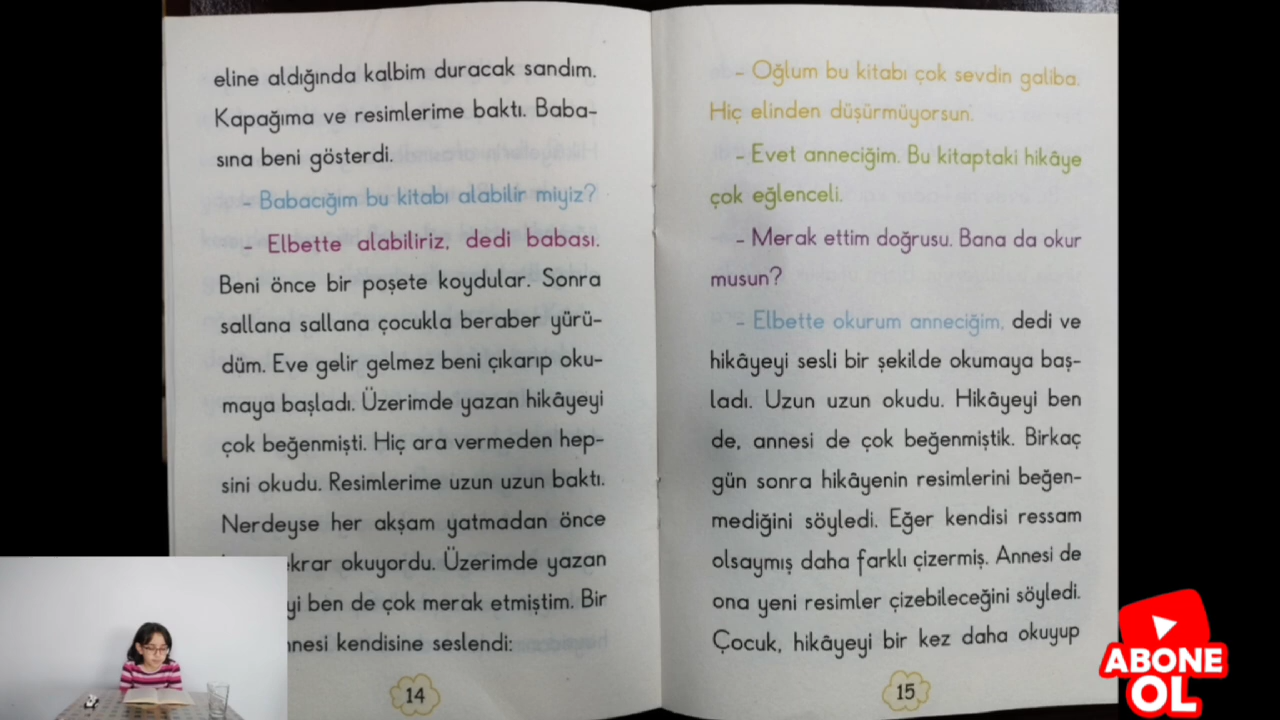 eline aldığında kalbim duracak sandım.
Kapağıma ve resimlerime baktı. Baba-
sına beni gösterdi.
- Babacığım bu kitabı alabilir miyiz?
- Elbette alabiliriz, dedi babası.
Beni önce bir poşete koydular. Sonra
sallana sallana çocukla beraber yürü-
düm. Eve gelir gelmez beni çıkarıp oku-
maya başladı. Üzerimde yazan hikâyeyi
çok beğenmişti. Hiç ara vermeden hep-
sini okudu. Resimlerime uzun uzun baktı.
Nerdeyse her akşam yatmadan önce
okuyordu. Üzerimde yazan
ben de çok merak etmiştim. Bir
kendisine seslendi:
14
- Oğlum bu kitabı çok sevdin galiba.
Hiç elinden düşürmüyorsun.
- Evet anneciğim. Bu kitaptaki hikâye
çok eğlenceli.
- Merak ettim doğrusu. Bana da okur
musun?
- Elbette okurum anneciğim, dedi ve
hikâyeyi sesli bir şekilde okumaya baş-
ladı. Uzun uzun okudu. Hikâyeyi ben
de, annesi de çok beğenmiştik. Birkaç
gün sonra hikâyenin resimlerini beğen-
mediğini söyledi. Eğer kendisi ressam
olsaymış daha farklı çizermiş. Annesi de
ona yeni resimler çizebileceğini söyledi.
Çocuk, hikâyeyi bir kez daha okuyup
15
ABONE
OL